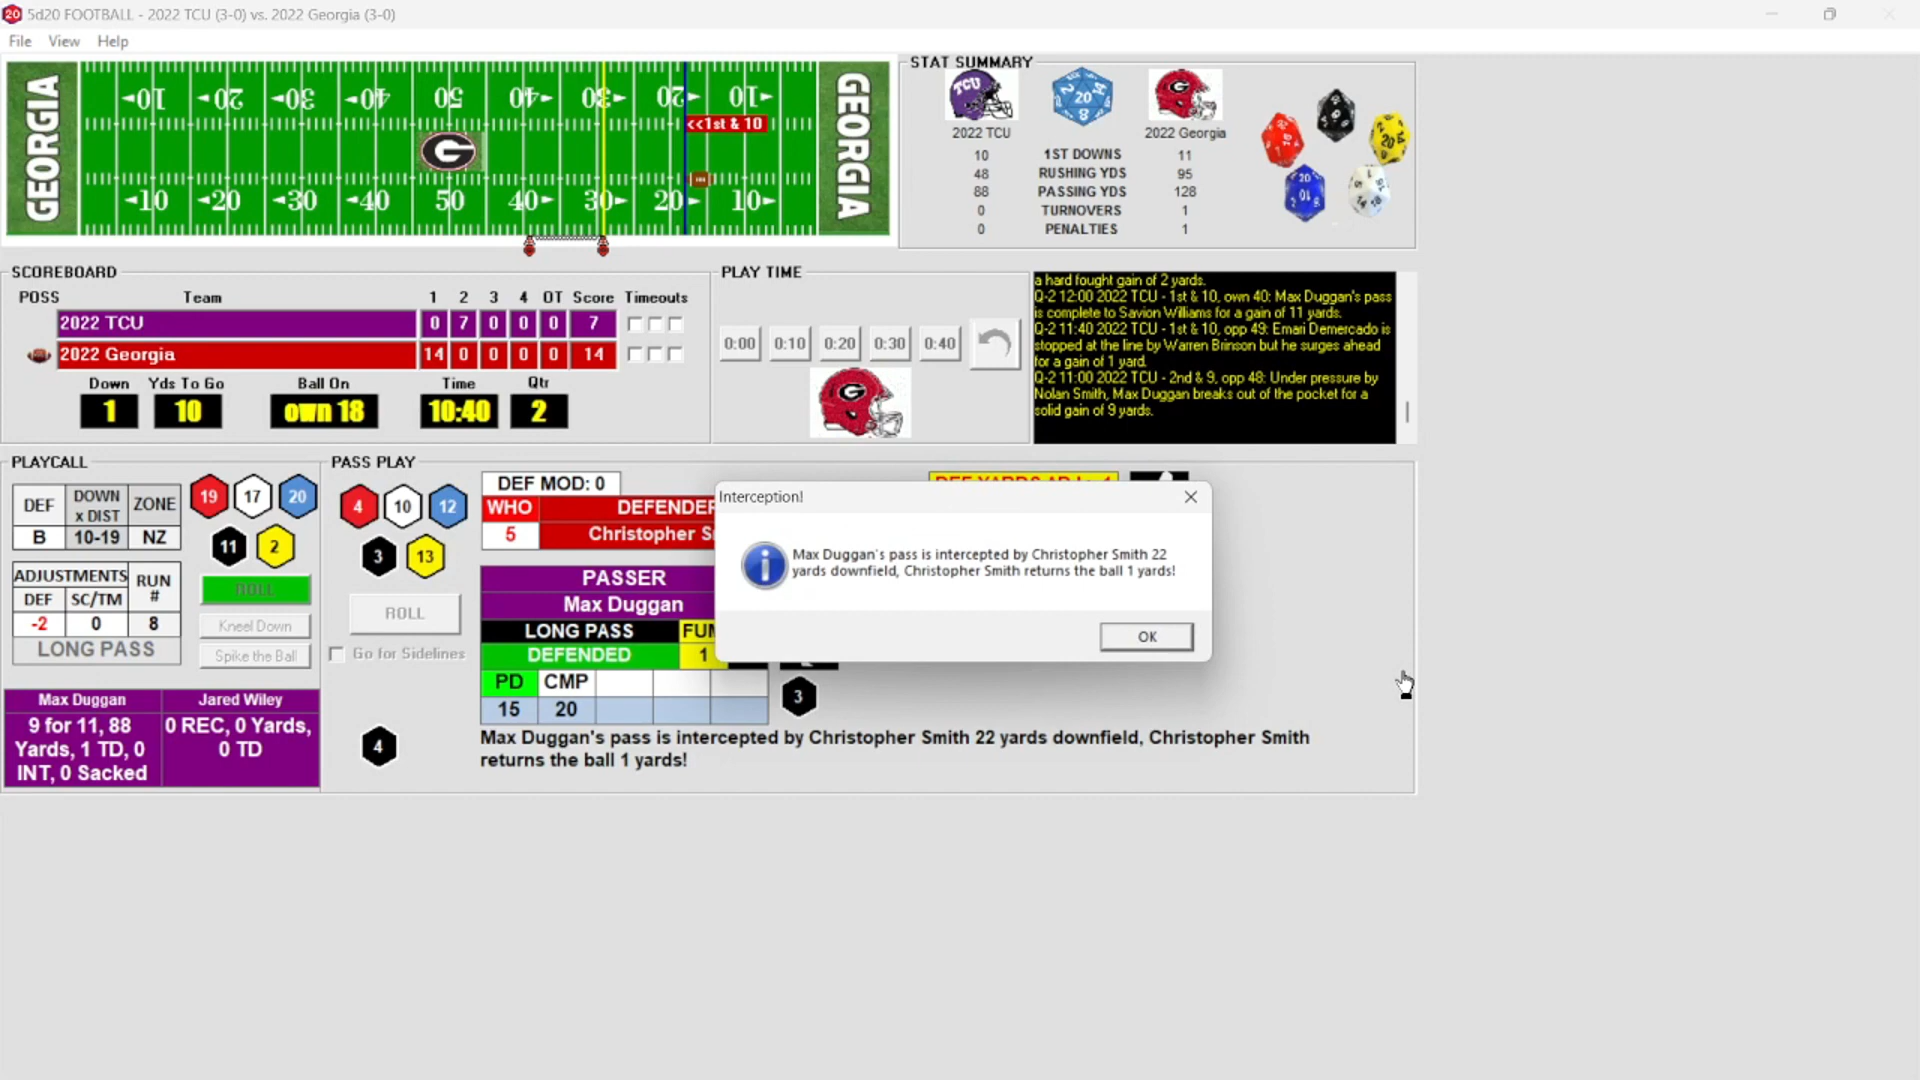 5d20 FOOTBALL - 2022 TCU (3-0) vs. 2022 Georgia (3-0)
File View Help
GEORGIA
10 20 30 40 50 40 30 20 10
<<1st & 10
G
10 20 30 40 50 40 30 20 10
GEORGIA
STAT SUMMARY
TCU 20 G
2022 TCU 2022 Georgia
10 1ST DOWNS 11
48 RUSHING YDS 95
88 PASSING YDS 128
0 TURNOVERS 1
0 PENALTIES 1
SCOREBOARD
POSS Team 1 2 3 4 OT Score Timeouts
2022 TCU 0 7 0 0 0 7
2022 Georgia 14 0 0 0 0 14
Down Yds To Go Ball On Time Qtr
1 10 own 18 10:40 2
PLAY TIME
0:00 0:10 0:20 0:30 0:40
a hard fought gain of 2 yards.
Q-2 12:00 2022 TCU - 1st & 10, own 40: Max Duggan's pass
is complete to Savion Williams for a gain of 11 yards.
Q-2 11:40 2022 TCU - 1st & 10, opp 49: Emari Demercado is
stopped at the line by Warren Brinson but he surges ahead
for a gain of 1 yard.
Q-2 11:00 2022 TCU - 2nd & 9, opp 48: Under pressure by
Nolan Smith, Max Duggan breaks out of the pocket for a
solid gain of 9 yards.
PLAYCALL
DEF DOWN x DIST ZONE
B 10-19 NZ
19 17 20
11 2
ADJUSTMENTS RUN #
DEF SC/TM
-2 0 8
LONG PASS
ROLL
Kneel Down
Spike the Ball
Max Duggan Jared Wiley
9 for 11, 88 0 REC, 0 Yards,
Yards, 1 TD, 0 0 TD
INT, 0 Sacked
PASS PLAY
4 10 12
3 13
ROLL
Go for Sidelines
4
DEF MOD: 0
WHO DEFENDER
5 Christopher
PASSER
Max Duggan
LONG PASS
DEFENDED 1
PD CMP
15 20
3
Interception!
Max Duggan's pass is intercepted by Christopher Smith 22
yards downfield, Christopher Smith returns the ball 1 yards!
OK
Max Duggan's pass is intercepted by Christopher Smith 22 yards downfield, Christopher Smith
returns the ball 1 yards!